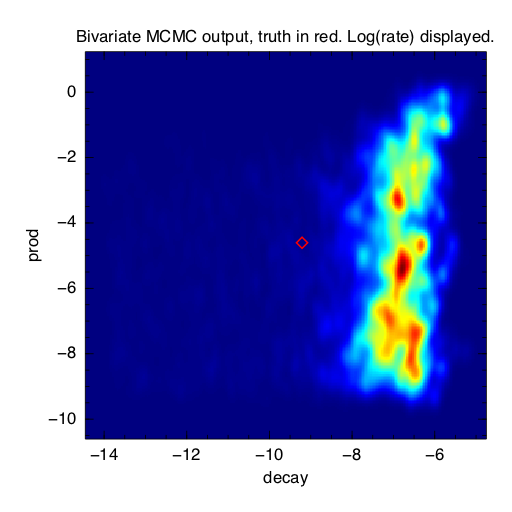 Bivariate MCMC output, truth in red. Log(rate) displayed.
0
−2
−4
−6
−8
−10
prod
−14 −12 −10 −8 −6
decay